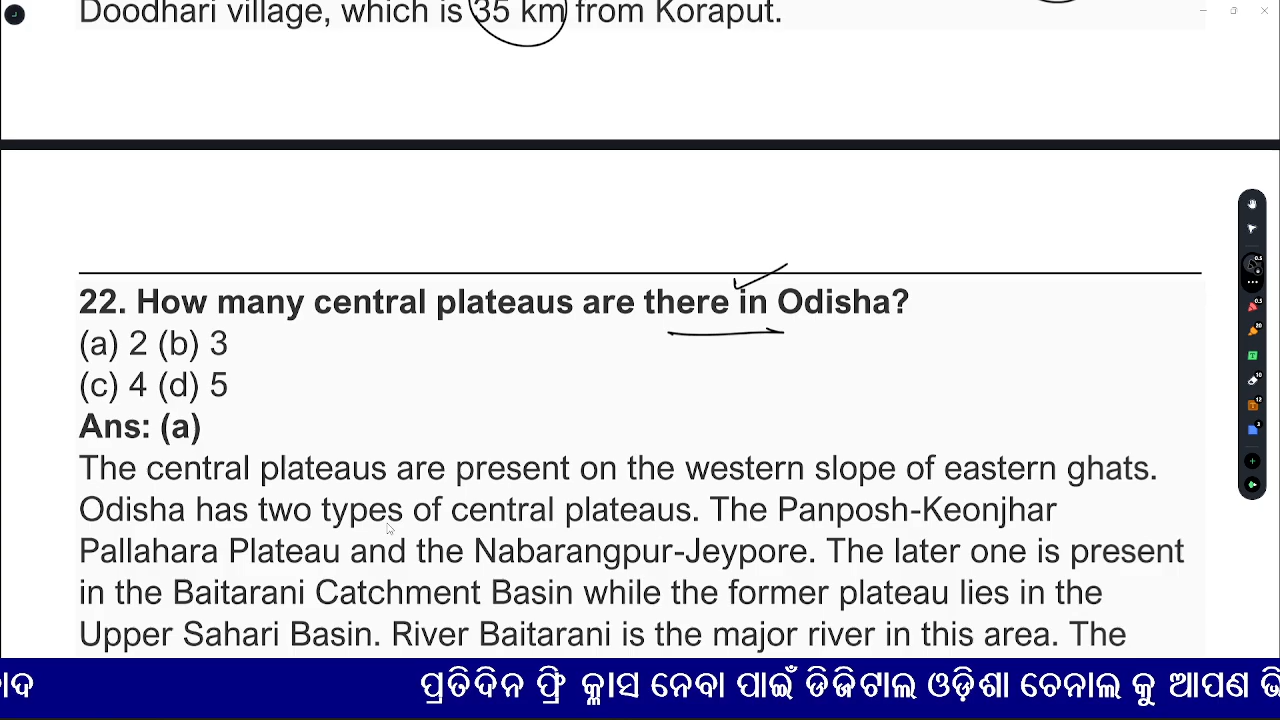 Doodhari village, which is 35 km from Koraput.
22. How many central plateaus are there in Odisha?
(a) 2 (b) 3
(c) 4 (d) 5
Ans: (a)
The central plateaus are present on the western slope of eastern ghats.
Odisha has two types of central plateaus. The Panposh-Keonjhar
Pallahara Plateau and the Nabarangpur-Jeypore. The later one is present
in the Baitarani Catchment Basin while the former plateau lies in the
Upper Sahari Basin. River Baitarani is the major river in this area. The
ପ୍ରତିଦିନ ଫ୍ରି କ୍ଲାସ ନେବା ପାଇଁ ଡିଜିଟାଲ ଓଡ଼ିଶା ଚେନାଲ କୁ ଆପଣ